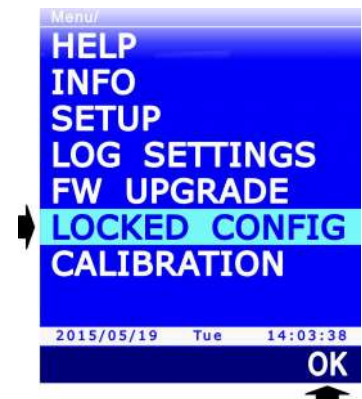 Menu/
HELP
INFO
SETUP
LOG SETTINGS
FW UPGRADE
LOCKED CONFIG
CALIBRATION
2015/05/19 Tue 14:03:38
OK